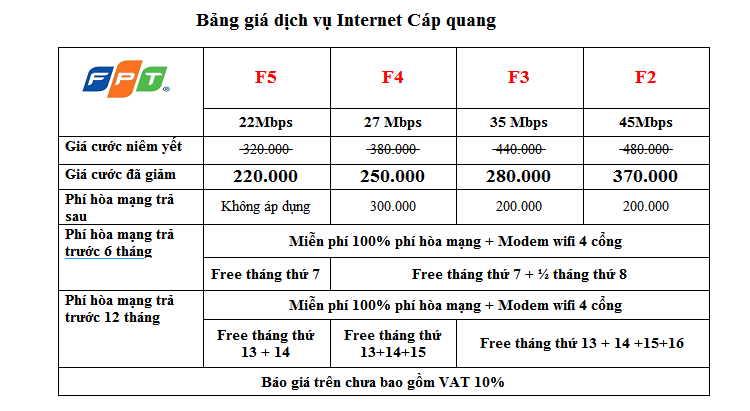 Bảng giá dịch vụ Internet Cáp quang
FPT®
F5 F4 F3 F2
22Mbps 27 Mbps 35 Mbps 45Mbps
Giá cước niêm yết 320.000 380.000 440.000 480.000
Giá cước đã giảm 220.000 250.000 280.000 370.000
Phí hòa mạng trả sau Không áp dụng 300.000 200.000 200.000
Phí hòa mạng trả trước 6 tháng
Miễn phí 100% phí hòa mạng + Modem wifi 4 cổng
Free tháng thứ 7 Free tháng thứ 7 + ½ tháng thứ 8
Phí hòa mạng trả trước 12 tháng
Miễn phí 100% phí hòa mạng + Modem wifi 4 cổng
Free tháng thứ 13 + 14 Free tháng thứ 13+14+15 Free tháng thứ 13 + 14 +15+16
Báo giá trên chưa bao gồm VAT 10%